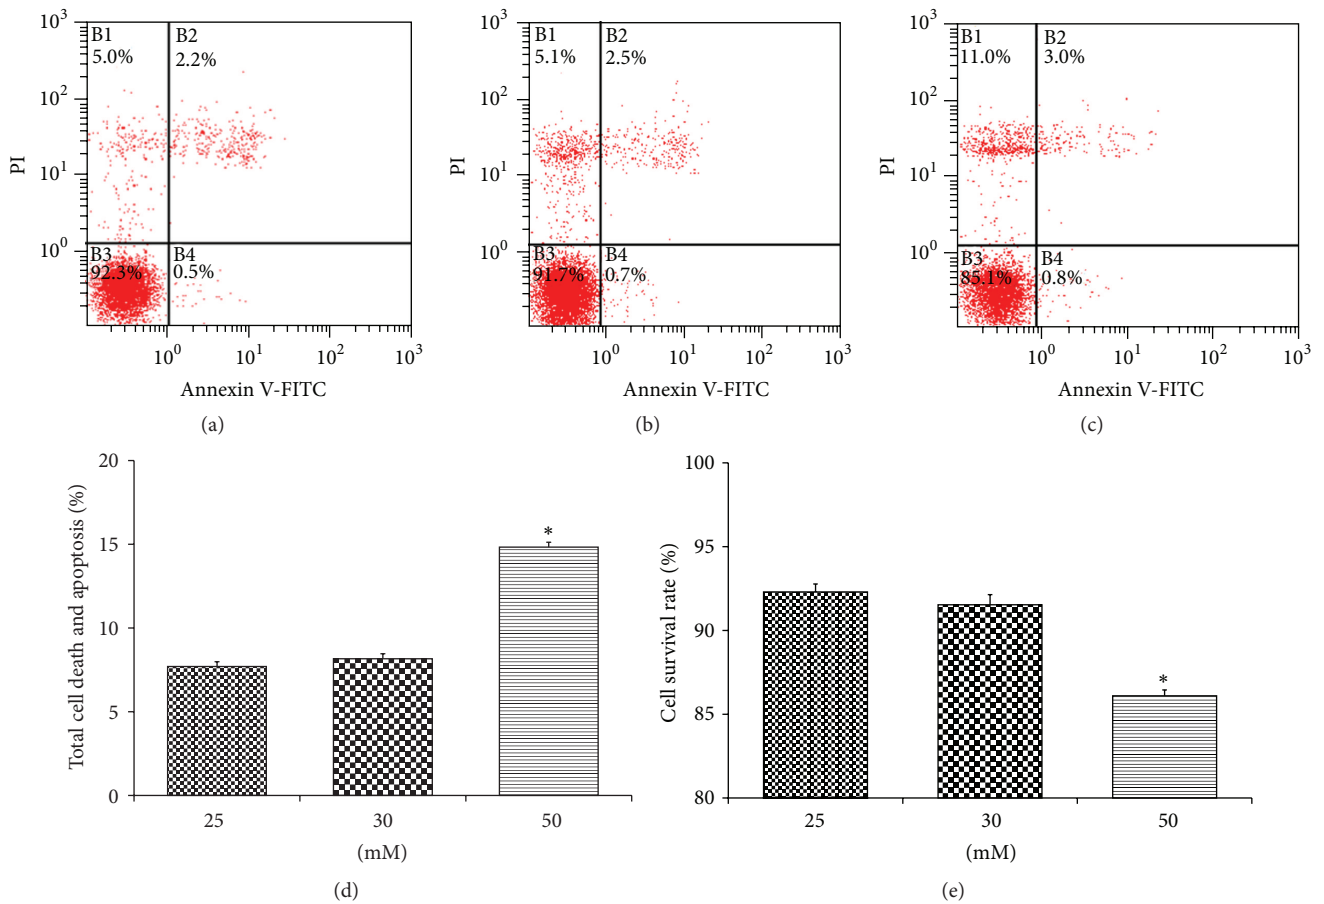 10³
B1
5.0%
B2
2.2%
10²
PI
10¹
10⁰
B3
92.3%
B4
0.5%
10⁰
10¹
10²
10³
Annexin V-FITC
(a)
10³
B1
5.1%
B2
2.5%
10²
PI
10¹
10⁰
B3
91.7%
B4
0.7%
10⁰
10¹
10²
10³
Annexin V-FITC
(b)
10³
B1
11.0%
B2
3.0%
10²
PI
10¹
10⁰
B3
85.1%
B4
0.8%
10⁰
10¹
10²
10³
Annexin V-FITC
(c)
Total cell death and apoptosis (%)
20
15
10
5
0
*
25
30
50
(mM)
(d)
Cell survival rate (%)
100
95
90
85
80
*
25
30
50
(mM)
(e)